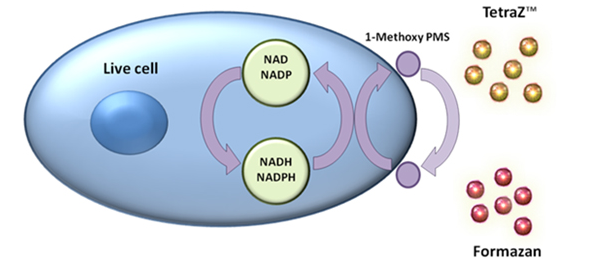 TetraZ™
1-Methoxy PMS
Live cell
NAD
NADP
NADH
NADPH
Formazan